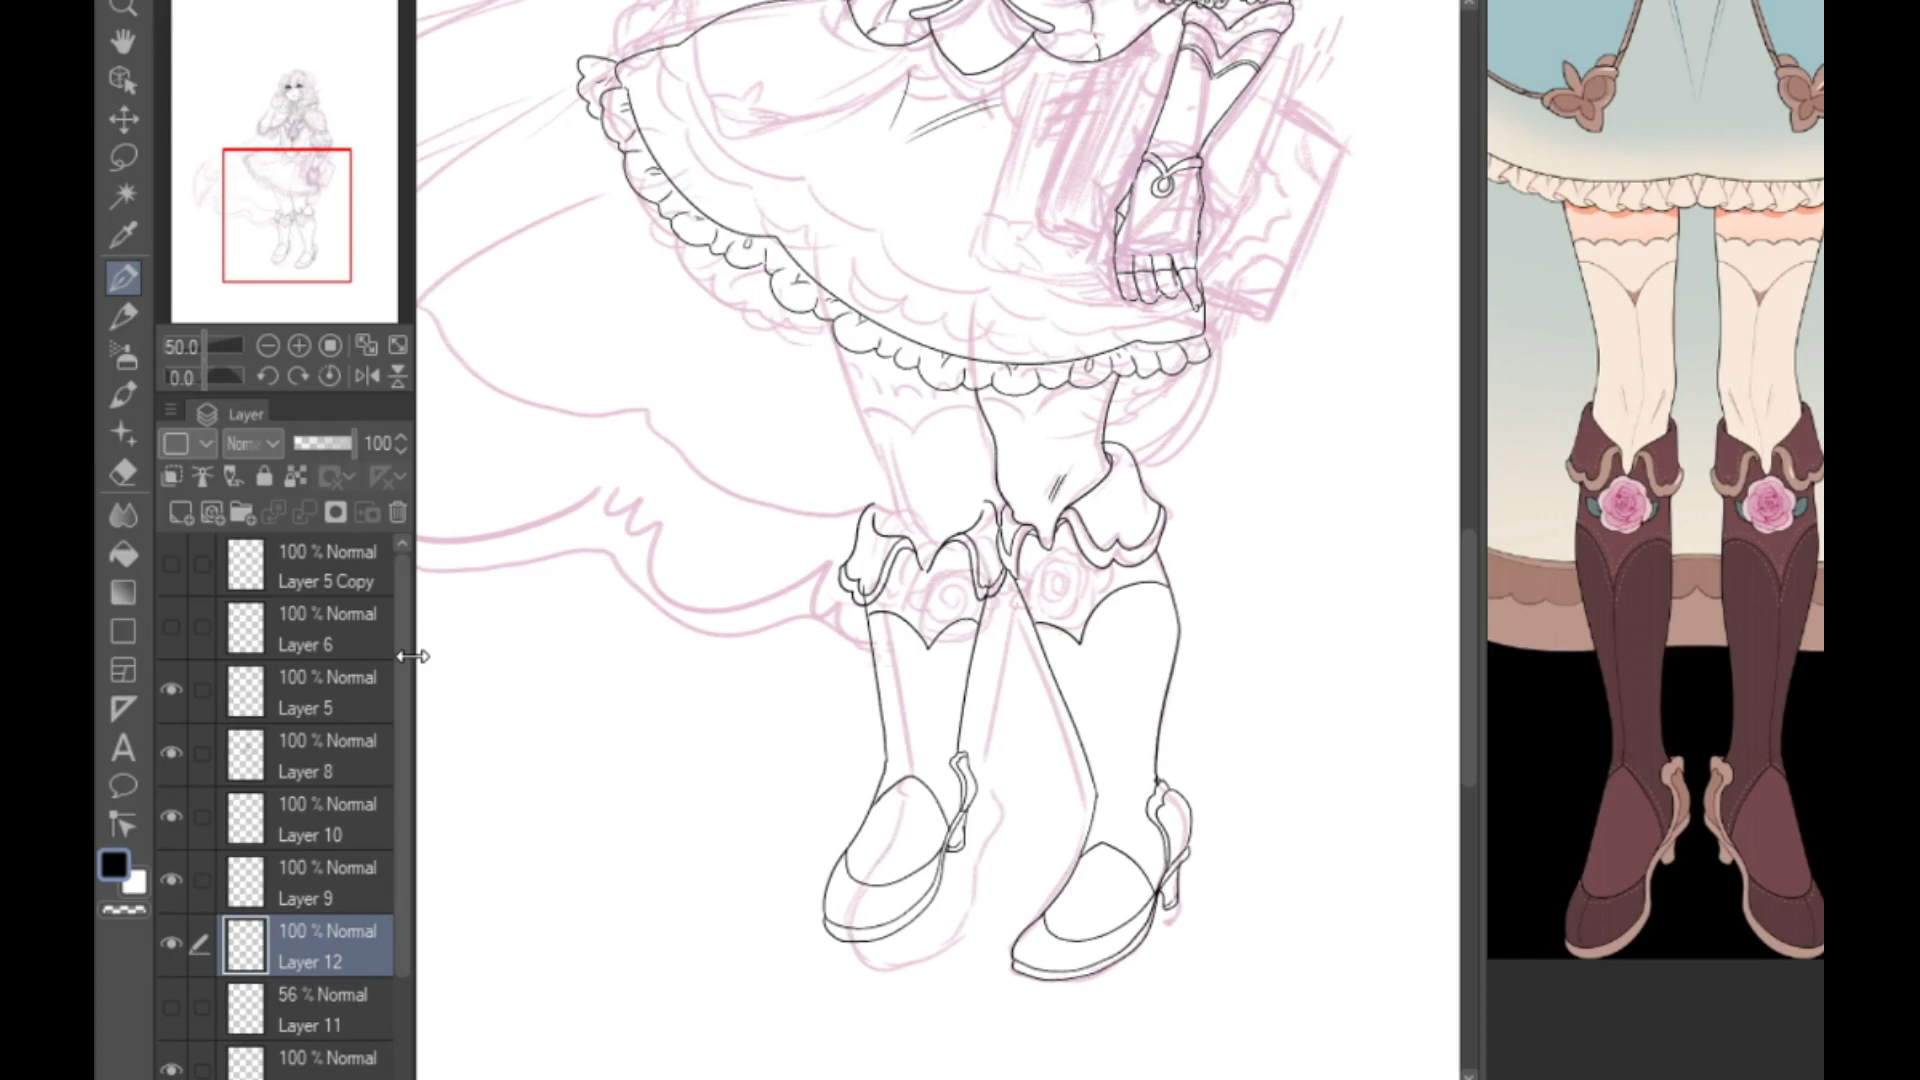 50.0
0.0
Layer
Norma 100
100 % Normal
Layer 5 Copy
100 % Normal
Layer 6
100 % Normal
Layer 5
100 % Normal
Layer 8
100 % Normal
Layer 10
100 % Normal
Layer 9
100 % Normal
Layer 12
56 % Normal
Layer 11
100 % Normal